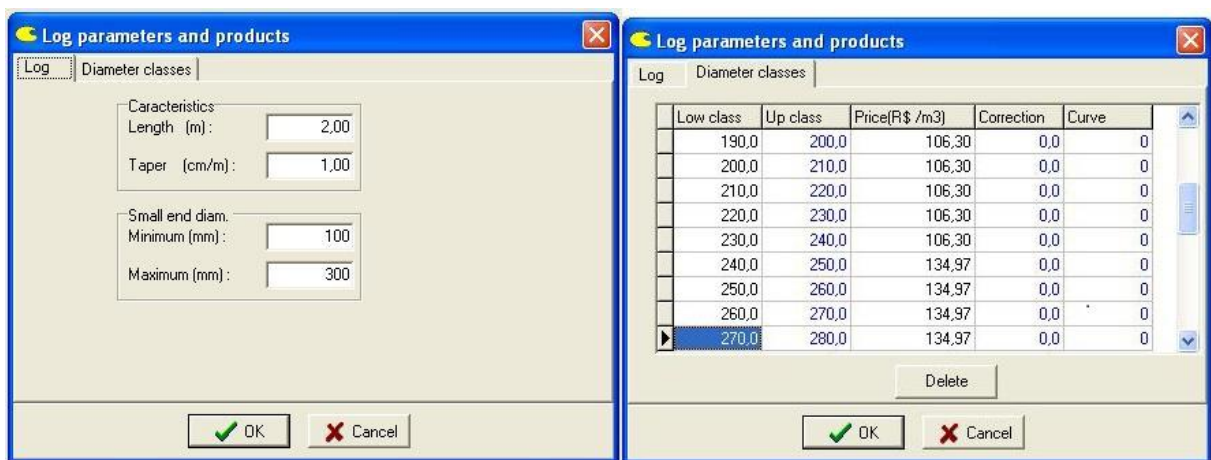 Log parameters and products
Log Diameter classes
Caracteristics
Length (m) : 2,00
Taper (cm/m) : 1,00
Small end diam.
Minimum (mm) : 100
Maximum (mm) : 300
OK Cancel
Log parameters and products
Log Diameter classes
Low class Up class Price(R$ /m3) Correction Curve
190,0 200,0 106,30 0,0 0
200,0 210,0 106,30 0,0 0
210,0 220,0 106,30 0,0 0
220,0 230,0 106,30 0,0 0
230,0 240,0 106,30 0,0 0
240,0 250,0 134,97 0,0 0
250,0 260,0 134,97 0,0 0
260,0 270,0 134,97 0,0 0
270,0 280,0 134,97 0,0 0
Delete
OK Cancel